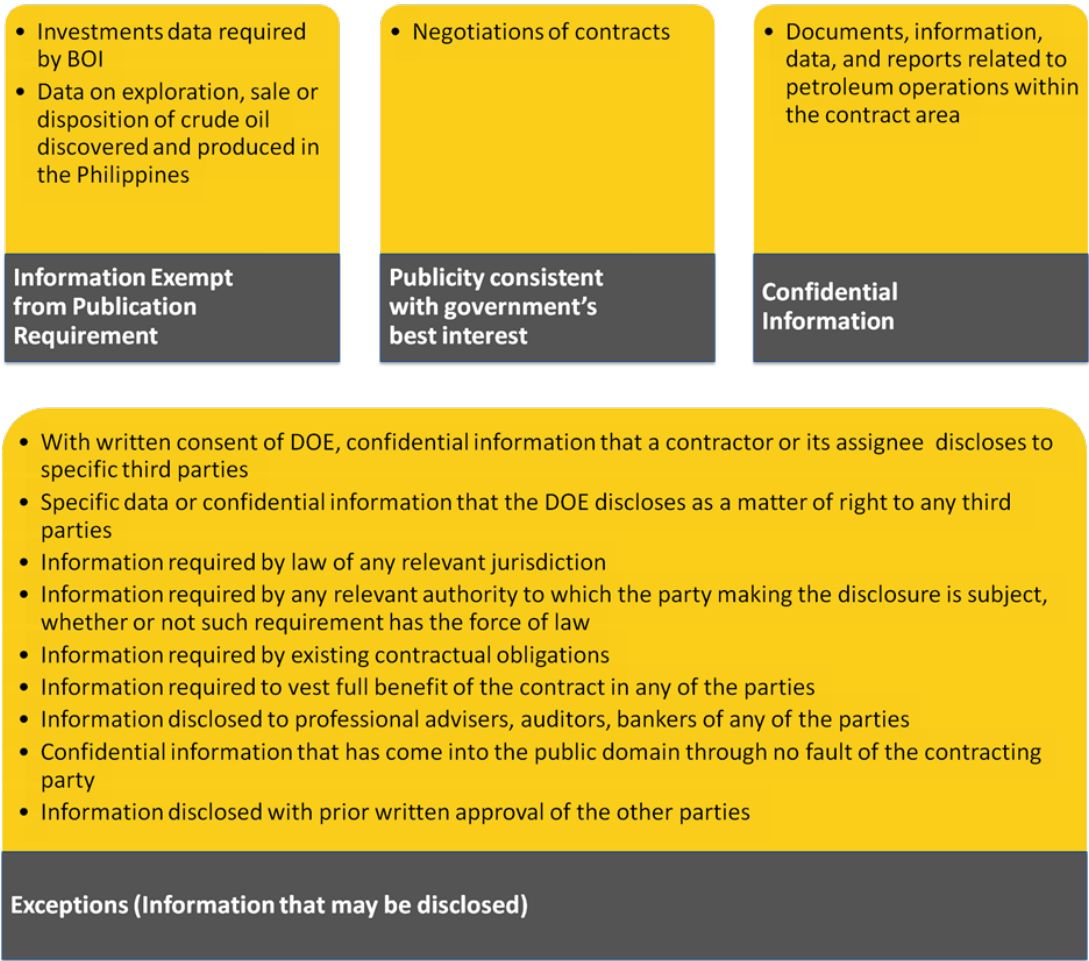 • Investments data required
by BOI
• Data on exploration, sale or
disposition of crude oil
discovered and produced in
the Philippines
Information Exempt
from Publication
Requirement
• Negotiations of contracts
Publicity consistent
with government’s
best interest
• Documents, information,
data, and reports related to
petroleum operations within
the contract area
Confidential
Information
• With written consent of DOE, confidential information that a contractor or its assignee discloses to
specific third parties
• Specific data or confidential information that the DOE discloses as a matter of right to any third
parties
• Information required by law of any relevant jurisdiction
• Information required by any relevant authority to which the party making the disclosure is subject,
whether or not such requirement has the force of law
• Information required by existing contractual obligations
• Information required to vest full benefit of the contract in any of the parties
• Information disclosed to professional advisers, auditors, bankers of any of the parties
• Confidential information that has come into the public domain through no fault of the contracting
party
• Information disclosed with prior written approval of the other parties
Exceptions (Information that may be disclosed)